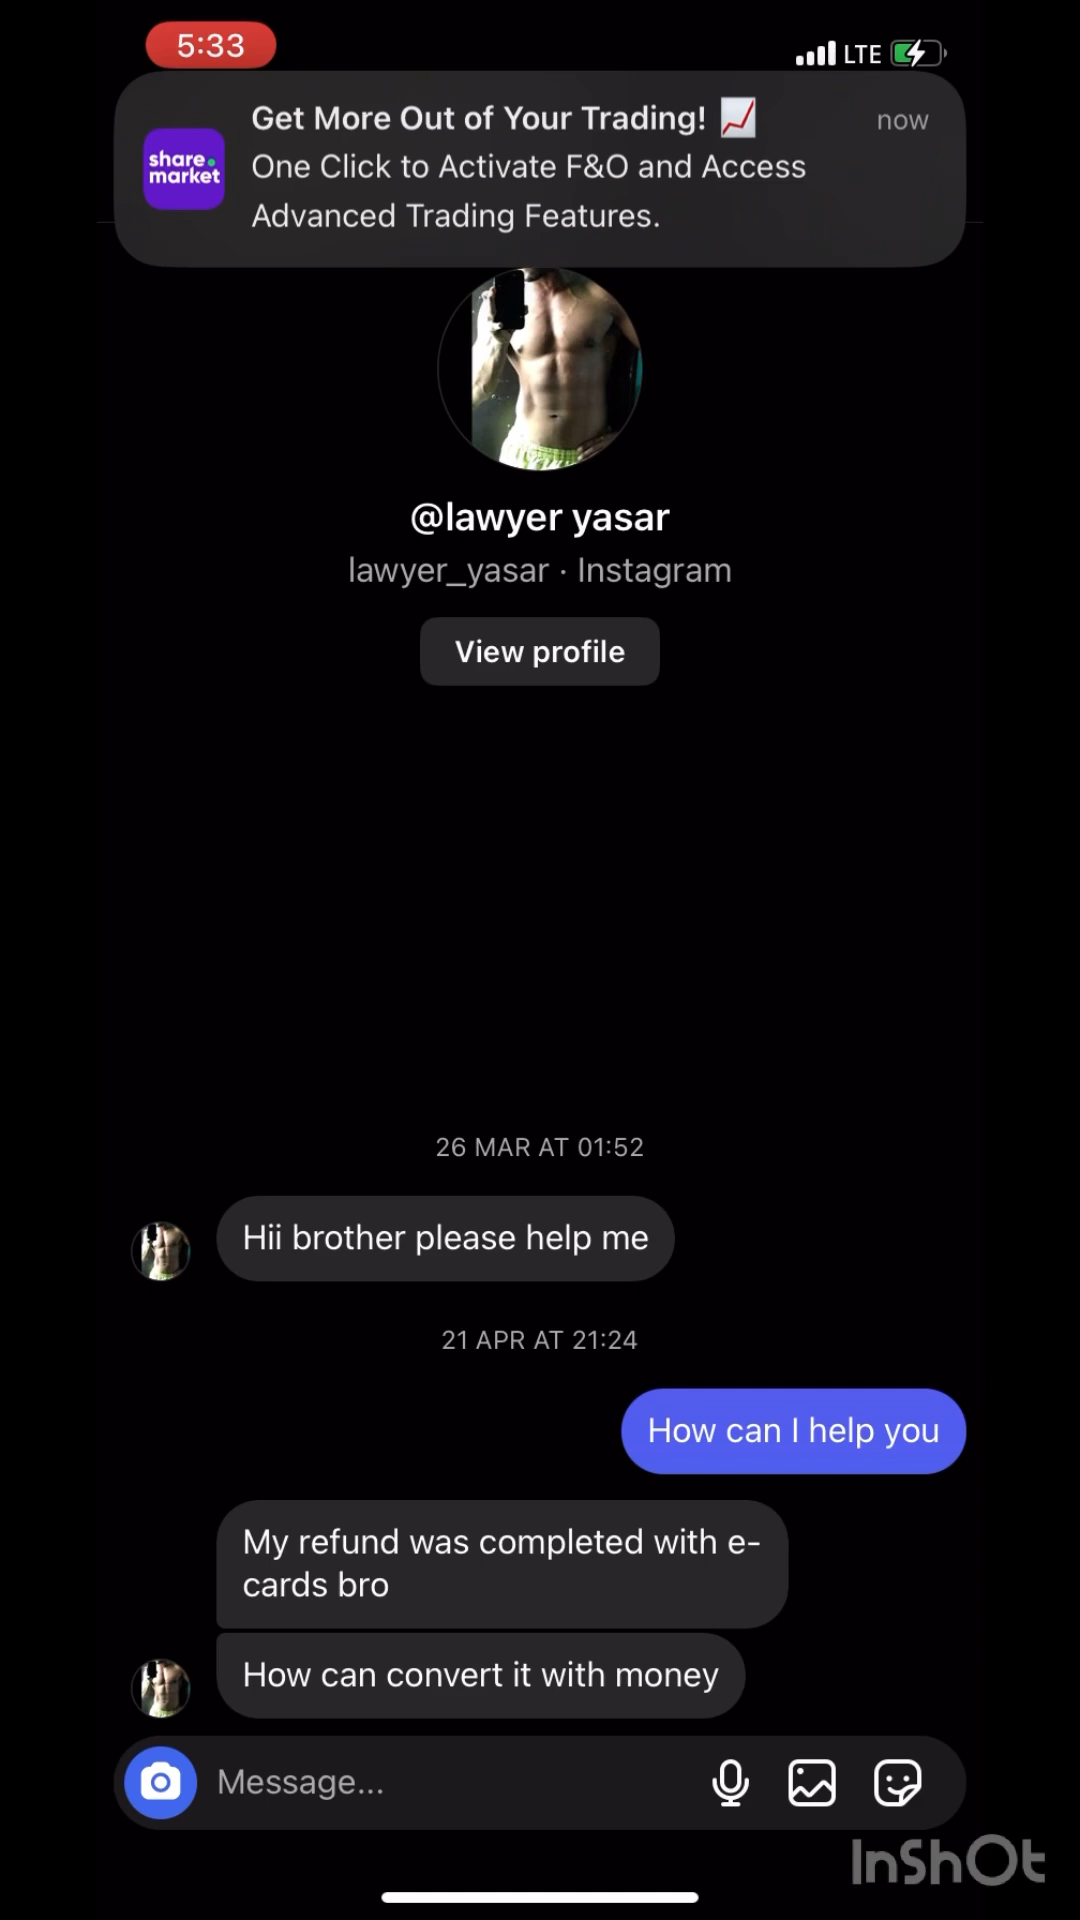 5:33
LTE
Get More Out of Your Trading! 📈
now
share.
market
One Click to Activate F&O and Access
Advanced Trading Features.
@lawyer yasar
lawyer_yasar · Instagram
View profile
26 MAR AT 01:52
Hii brother please help me
21 APR AT 21:24
How can I help you
My refund was completed with e-
cards bro
How can convert it with money
Message...
InShOt